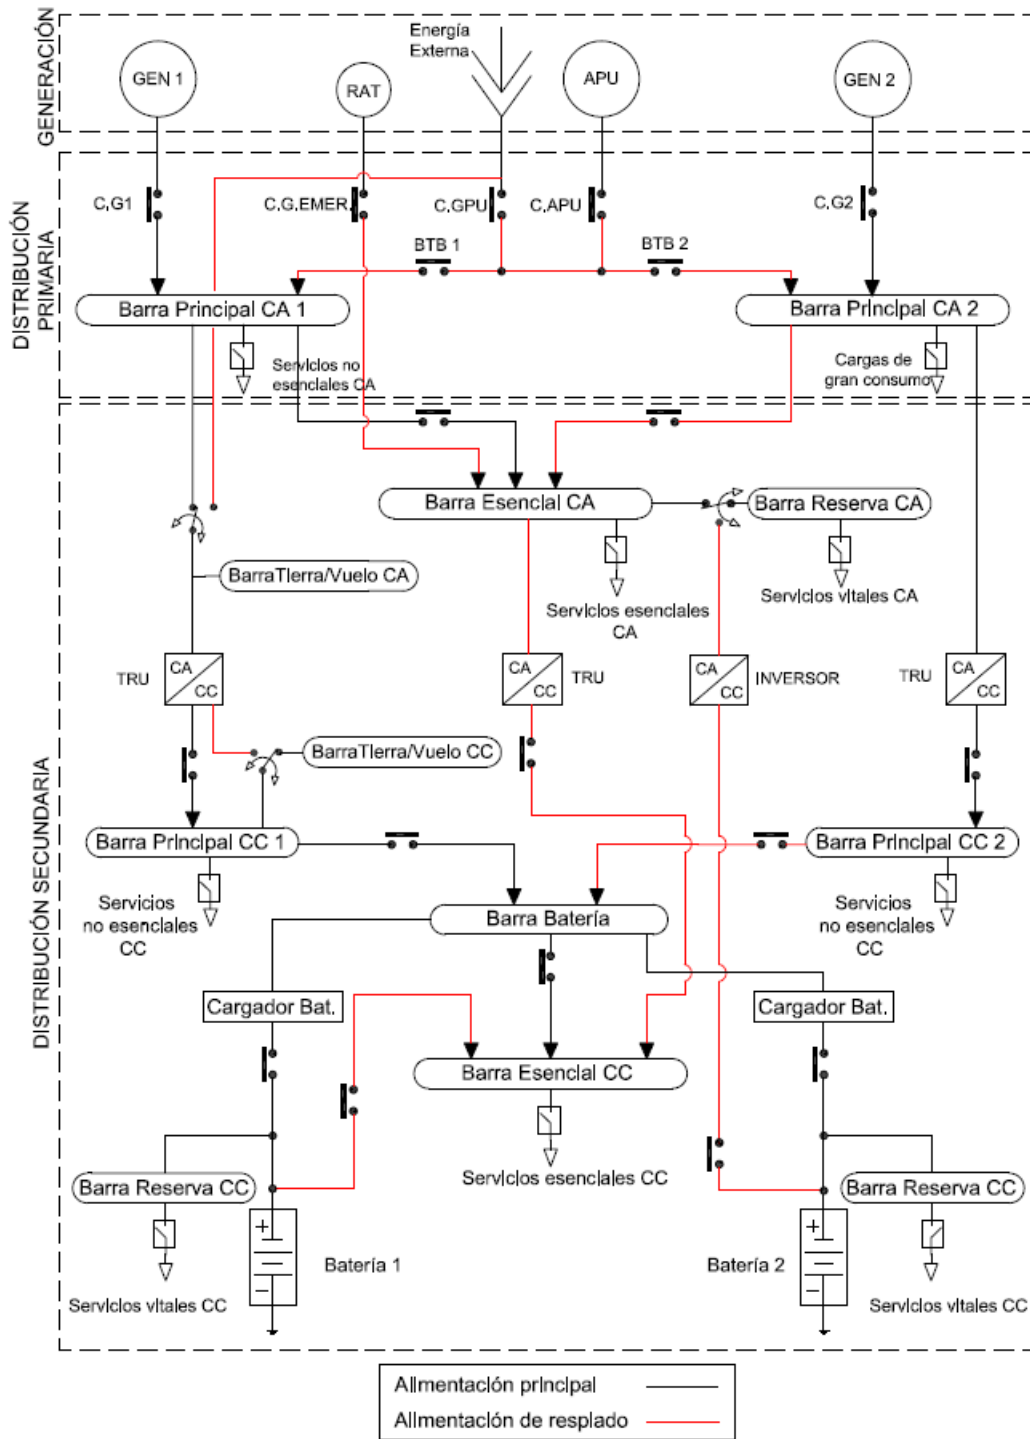 GENERACIÓN
Energía
Externa
GEN 1
RAT
APU
GEN 2
DISTRIBUCIÓN
PRIMARIA
C.G1
C.G.EMER.
C.GPU
C.APU
C.G2
BTB 1
BTB 2
Barra Principal CA 1
Barra Principal CA 2
Servicios no
esenciales CA
Cargas de
gran consumo
DISTRIBUCIÓN SECUNDARIA
Barra Esencial CA
Barra Reserva CA
BarraTierra/Vuelo CA
Servicios esenciales
CA
Servicios vitales CA
TRU
CA
CC
CA
CC
TRU
CA
CC
INVERSOR
TRU
CA
CC
BarraTierra/Vuelo CC
Barra Principal CC 1
Barra Principal CC 2
Servicios
no esenciales
CC
Servicios
no esenciales
CC
Barra Batería
Cargador Bat.
Cargador Bat.
Barra Esencial CC
Servicios esenciales CC
Barra Reserva CC
Barra Reserva CC
+
−
Batería 1
Batería 2
+
−
Servicios vitales CC
Servicios vitales CC
Alimentación principal
Alimentación de resplado